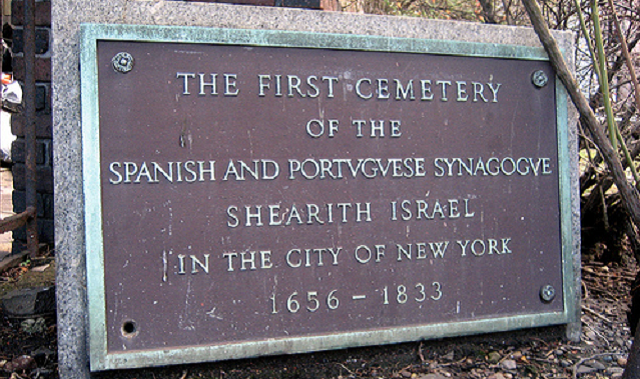 THE FIRST CEMETERY
OF THE
SPANISH AND PORTVGVESE SYNAGOGVE
SHEARITH ISRAEL
IN THE CITY OF NEW YORK
1656 – 1833